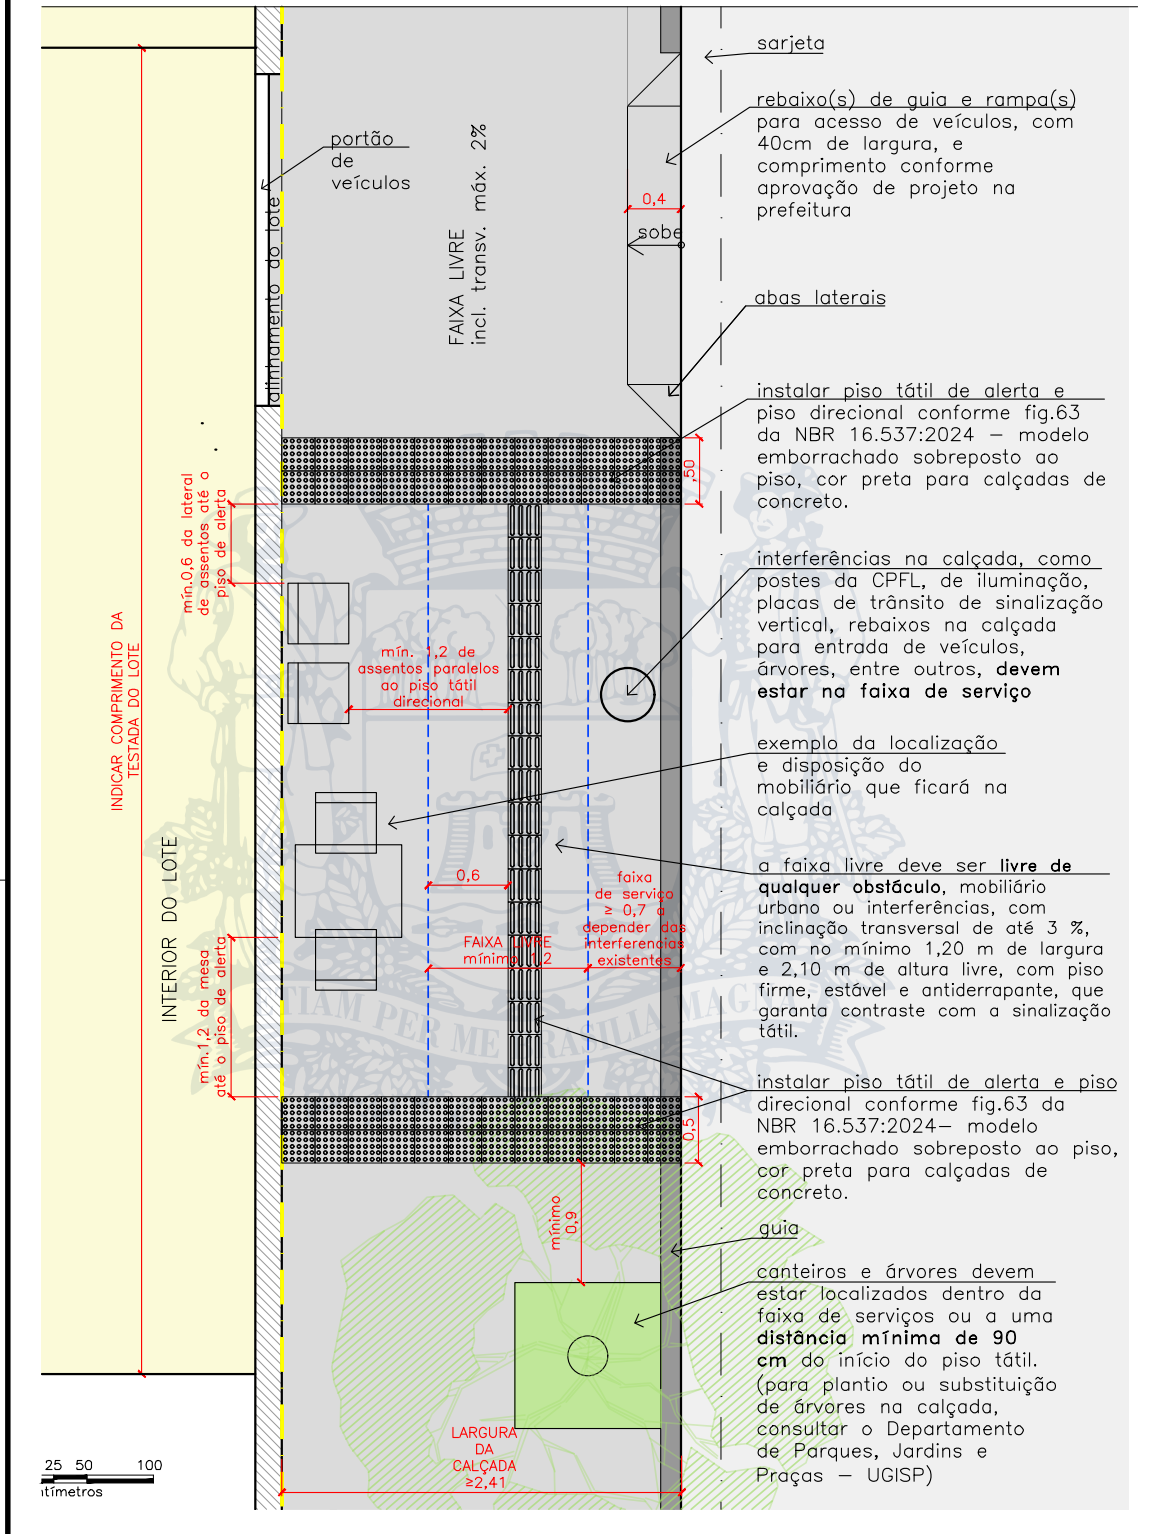 sarjeta
rebaixo(s) de guia e rampa(s)
para acesso de veículos, com
40cm de largura, e
comprimento conforme
aprovação de projeto na
prefeitura
portão
de
veículos
alinhamento do lote
FAIXA LIVRE
incl. transv. máx. 2%
0,4
sobe
abas laterais
instalar piso tátil de alerta e
piso direcional conforme fig.63
da NBR 16.537:2024 – modelo
emborrachado sobreposto ao
piso, cor preta para calçadas de
concreto.
,50
mín.0,6 da lateral
de assentos até o
piso de alerta
interferências na calçada, como
postes da CPFL, de iluminação,
placas de trânsito de sinalização
vertical, rebaixos na calçada
para entrada de veículos,
árvores, entre outros, devem
estar na faixa de serviço
mín. 1,2 de
assentos paralelos
ao piso tátil
direcional
INDICAR COMPRIMENTO DA
TESTADA DO LOTE
exemplo da localização
e disposição do
mobiliário que ficará na
calçada
INTERIOR DO LOTE
0,6
faixa
de serviço
≥ 0,7 a
depender das
interferencias
existentes
FAIXA LIVRE
mínimo 1,2
a faixa livre deve ser livre de
qualquer obstáculo, mobiliário
urbano ou interferências, com
inclinação transversal de até 3 %,
com no mínimo 1,20 m de largura
e 2,10 m de altura livre, com piso
firme, estável e antiderrapante, que
garanta contraste com a sinalização
tátil.
mín.1,2 da mesa
até o piso de alerta
instalar piso tátil de alerta e piso
direcional conforme fig.63 da
NBR 16.537:2024– modelo
emborrachado sobreposto ao piso,
cor preta para calçadas de
concreto.
0,5
mínimo
0,9
guia
canteiros e árvores devem
estar localizados dentro da
faixa de serviços ou a uma
distância mínima de 90
cm do início do piso tátil.
(para plantio ou substituição
de árvores na calçada,
consultar o Departamento
de Parques, Jardins e
Praças – UGISP)
LARGURA
DA
CALÇADA
≥2,41
25 50 100
ntímetros